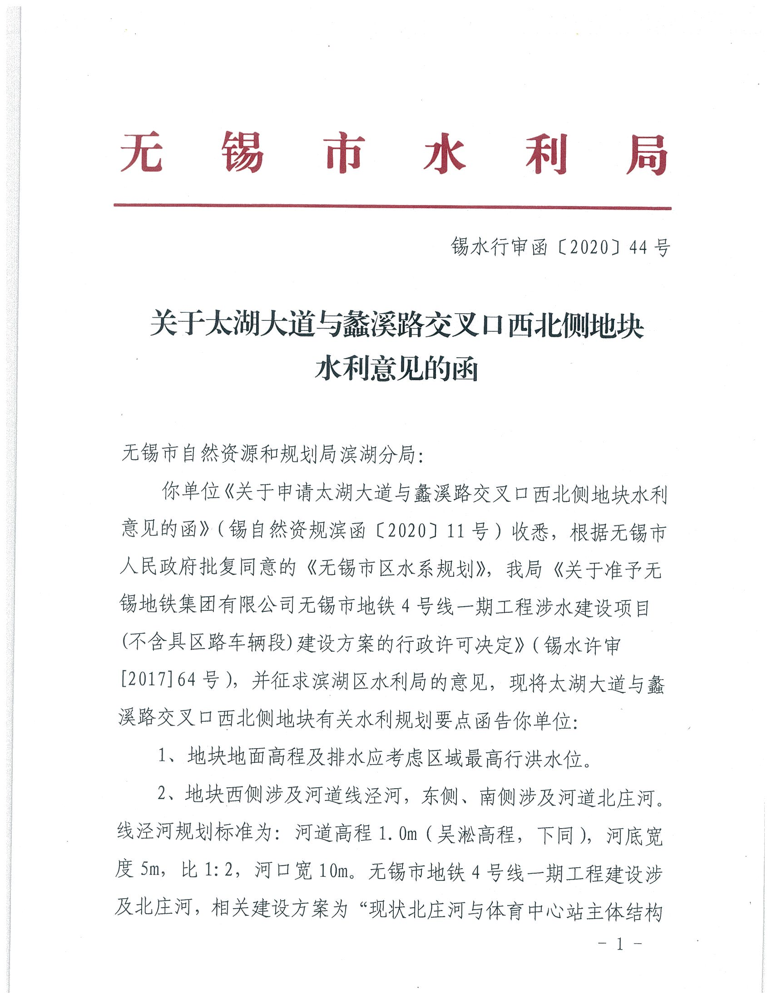 无锡市水利局
锡水行审函〔2020〕44号
关于太湖大道与蠡溪路交叉口西北侧地块
水利意见的函
无锡市自然资源和规划局滨湖分局：
你单位《关于申请太湖大道与蠡溪路交叉口西北侧地块水利
意见的函》（锡自然资规滨函〔2020〕11号）收悉，根据无锡市
人民政府批复同意的《无锡市区水系规划》，我局《关于准予无
锡地铁集团有限公司无锡市地铁4号线一期工程涉水建设项目
(不含具区路车辆段)建设方案的行政许可决定》（锡水许审
[2017]64号），并征求滨湖区水利局的意见，现将太湖大道与蠡
溪路交叉口西北侧地块有关水利规划要点函告你单位：
1、地块地面高程及排水应考虑区域最高行洪水位。
2、地块西侧涉及河道线泾河，东侧、南侧涉及河道北庄河。
线泾河规划标准为：河道高程1.0m（吴淞高程，下同），河底宽
度5m，比1:2，河口宽10m。无锡市地铁4号线一期工程建设涉
及北庄河，相关建设方案为“现状北庄河与体育中心站主体结构
- 1 -